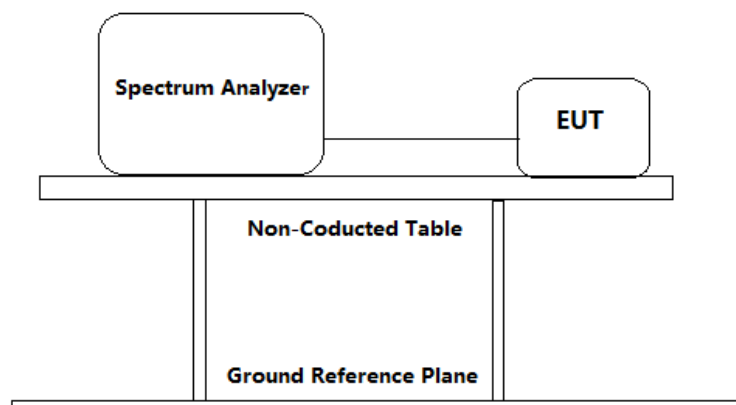 Spectrum Analyzer
EUT
Non-Coducted Table
Ground Reference Plane